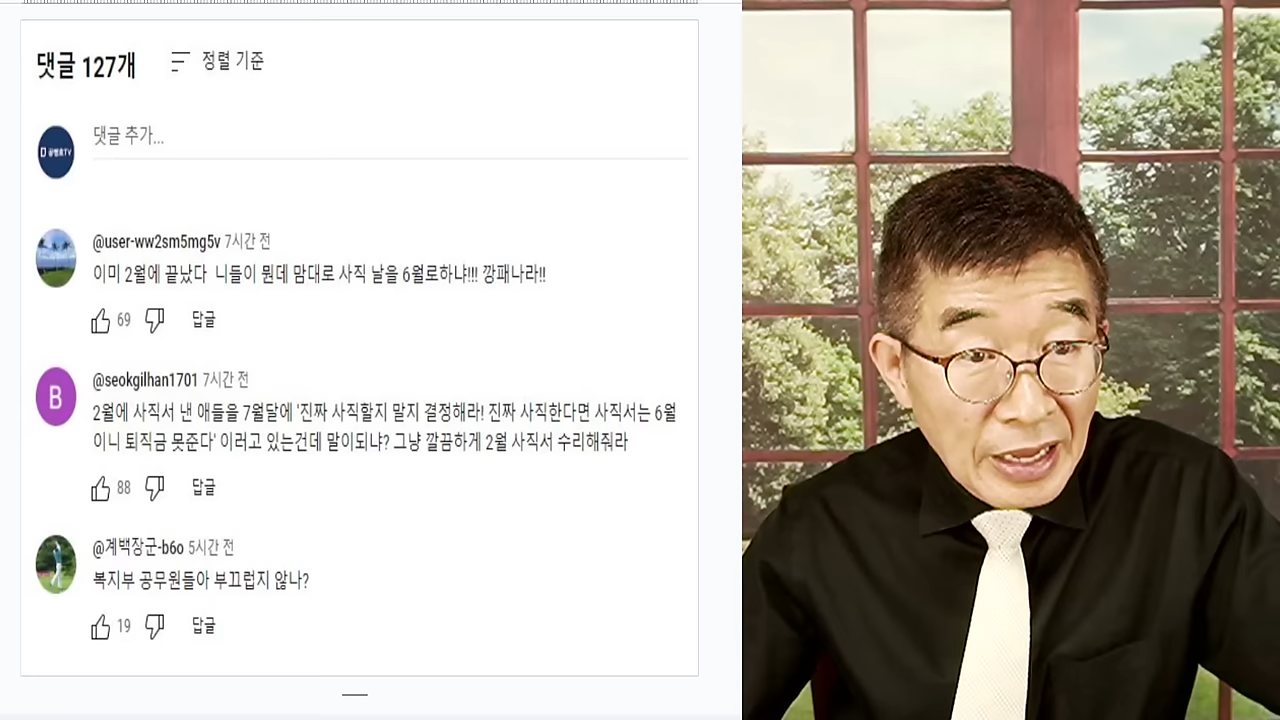 댓글 127개
정렬 기준
공병호TV
댓글 추가...
@user-ww2sm5mg5v 7시간 전
이미 2월에 끝났다 니들이 뭔데 맘대로 사직 날을 6월로하냐!!! 깡패나라!!
69 답글
B
@seokgilhan1701 7시간 전
2월에 사직서 낸 애들을 7월달에 '진짜 사직할지 말지 결정해라! 진짜 사직한다면 사직서는 6월
이니 퇴직금 못준다' 이러고 있는건데 말이되냐? 그냥 깔끔하게 2월 사직서 수리해줘라
88 답글
@계백장군-b6o 5시간 전
복지부 공무원들아 부끄럽지 않나?
19 답글